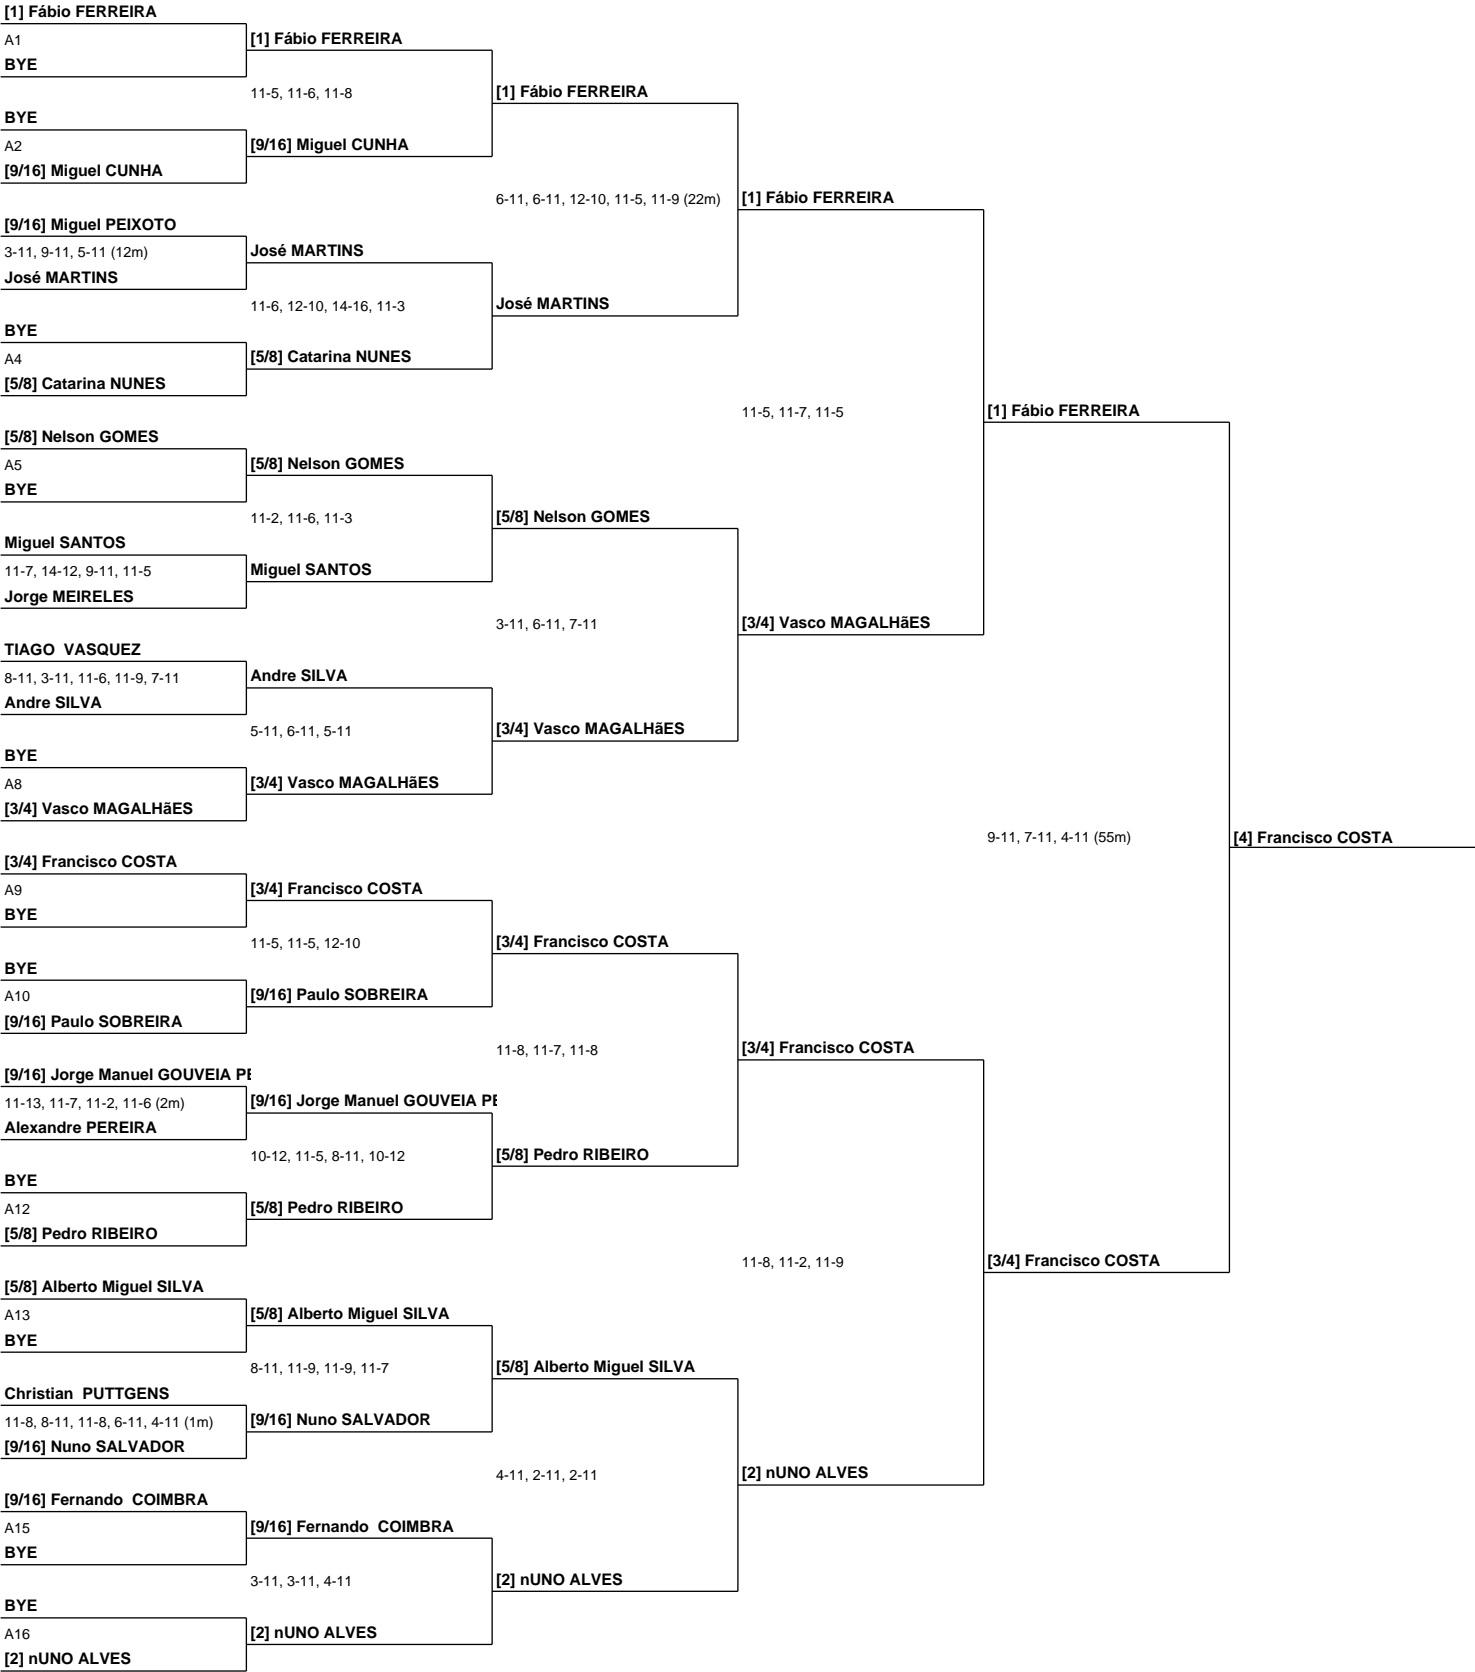 [1] Fábio FERREIRA
A1
BYE
BYE
A2
[9/16] Miguel CUNHA
[9/16] Miguel PEIXOTO
3-11, 9-11, 5-11 (12m)
José MARTINS
BYE
A4
[5/8] Catarina NUNES
[5/8] Nelson GOMES
A5
BYE
Miguel SANTOS
11-7, 14-12, 9-11, 11-5
Jorge MEIRELES
TIAGO  VASQUEZ
8-11, 3-11, 11-6, 11-9, 7-11
Andre SILVA
BYE
A8
[3/4] Vasco MAGALHãES
[3/4] Francisco COSTA
A9
BYE
BYE
A10
[9/16] Paulo SOBREIRA
[9/16] Jorge Manuel GOUVEIA PE
11-13, 11-7, 11-2, 11-6 (2m)
Alexandre PEREIRA
BYE
A12
[5/8] Pedro RIBEIRO
[5/8] Alberto Miguel SILVA
A13
BYE
Christian  PUTTGENS
11-8, 8-11, 11-8, 6-11, 4-11 (1m)
[9/16] Nuno SALVADOR
[9/16] Fernando  COIMBRA
A15
BYE
BYE
A16
[2] nUNO ALVES
[1] Fábio FERREIRA
11-5, 11-6, 11-8
[9/16] Miguel CUNHA
José MARTINS
11-6, 12-10, 14-16, 11-3
[5/8] Catarina NUNES
[5/8] Nelson GOMES
11-2, 11-6, 11-3
Miguel SANTOS
Andre SILVA
5-11, 6-11, 5-11
[3/4] Vasco MAGALHãES
[3/4] Francisco COSTA
11-5, 11-5, 12-10
[9/16] Paulo SOBREIRA
[9/16] Jorge Manuel GOUVEIA PE
10-12, 11-5, 8-11, 10-12
[5/8] Pedro RIBEIRO
[5/8] Alberto Miguel SILVA
8-11, 11-9, 11-9, 11-7
[9/16] Nuno SALVADOR
[9/16] Fernando  COIMBRA
3-11, 3-11, 4-11
[2] nUNO ALVES
[1] Fábio FERREIRA
6-11, 6-11, 12-10, 11-5, 11-9 (22m)
José MARTINS
[5/8] Nelson GOMES
3-11, 6-11, 7-11
[3/4] Vasco MAGALHãES
[3/4] Francisco COSTA
11-8, 11-7, 11-8
[5/8] Pedro RIBEIRO
[5/8] Alberto Miguel SILVA
4-11, 2-11, 2-11
[2] nUNO ALVES
[1] Fábio FERREIRA
11-5, 11-7, 11-5
[3/4] Vasco MAGALHãES
[3/4] Francisco COSTA
11-8, 11-2, 11-9
[2] nUNO ALVES
[1] Fábio FERREIRA
9-11, 7-11, 4-11 (55m)
[3/4] Francisco COSTA
[4] Francisco COSTA